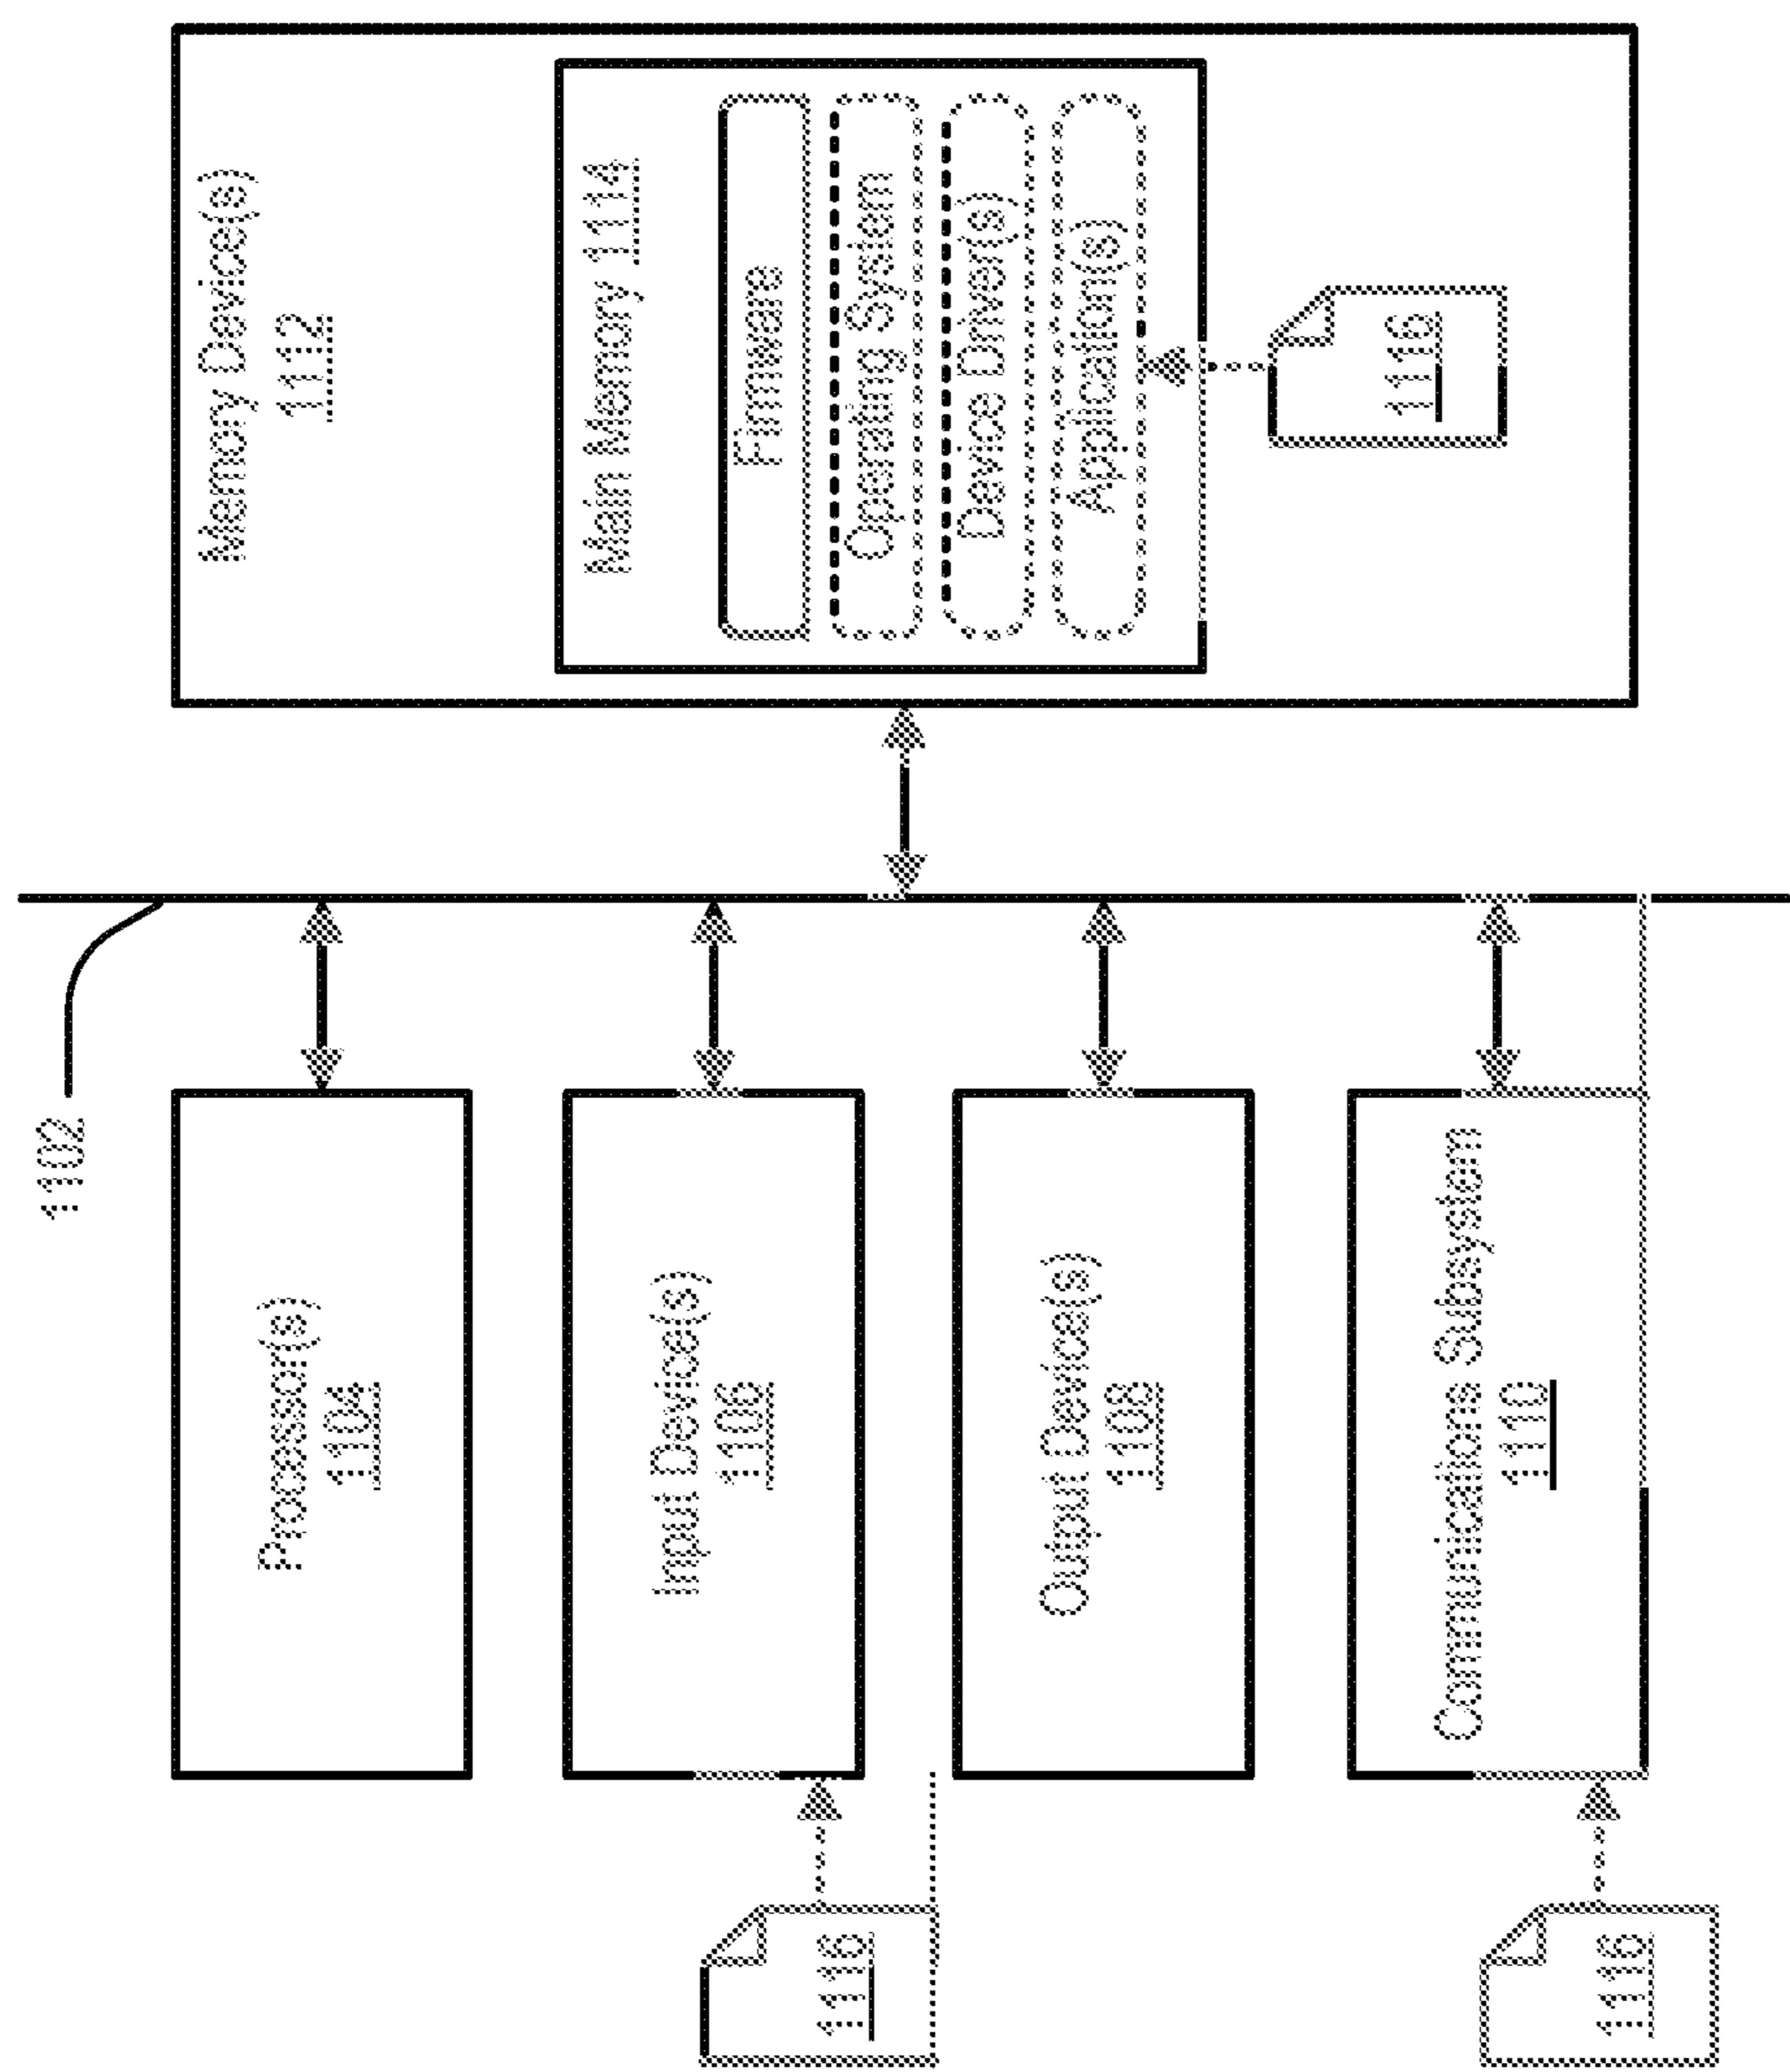 1102
Processor(s)
1104
Input Device(s)
1106
Output Device(s)
1108
Communications Subsystem
1110
1116
1116
Memory Device(s)
1112
Main Memory 1114
Firmware
Operating System
Device Driver(s)
Application(s)
1116